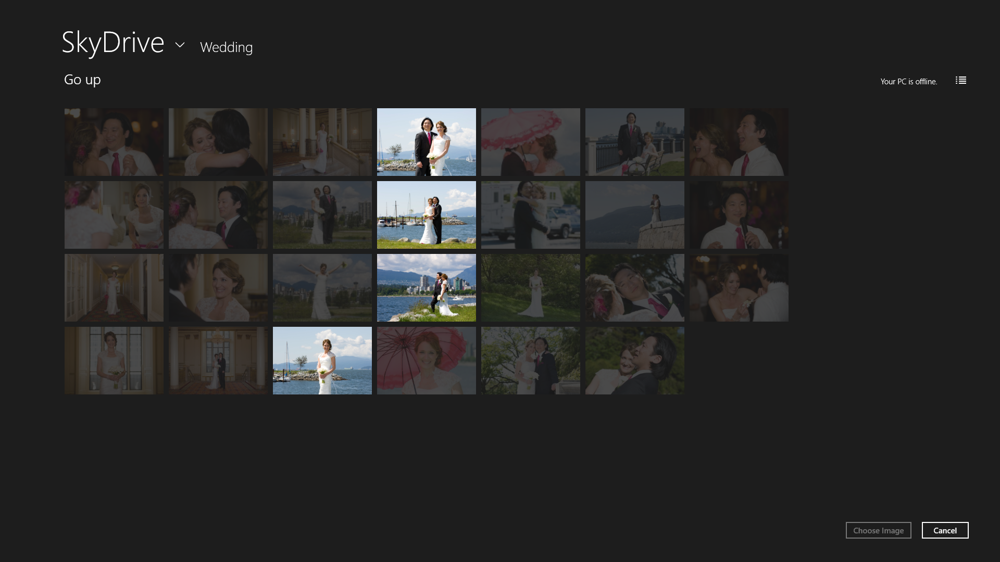 SkyDrive Wedding
Go up
Your PC is offline.
Choose Image
Cancel